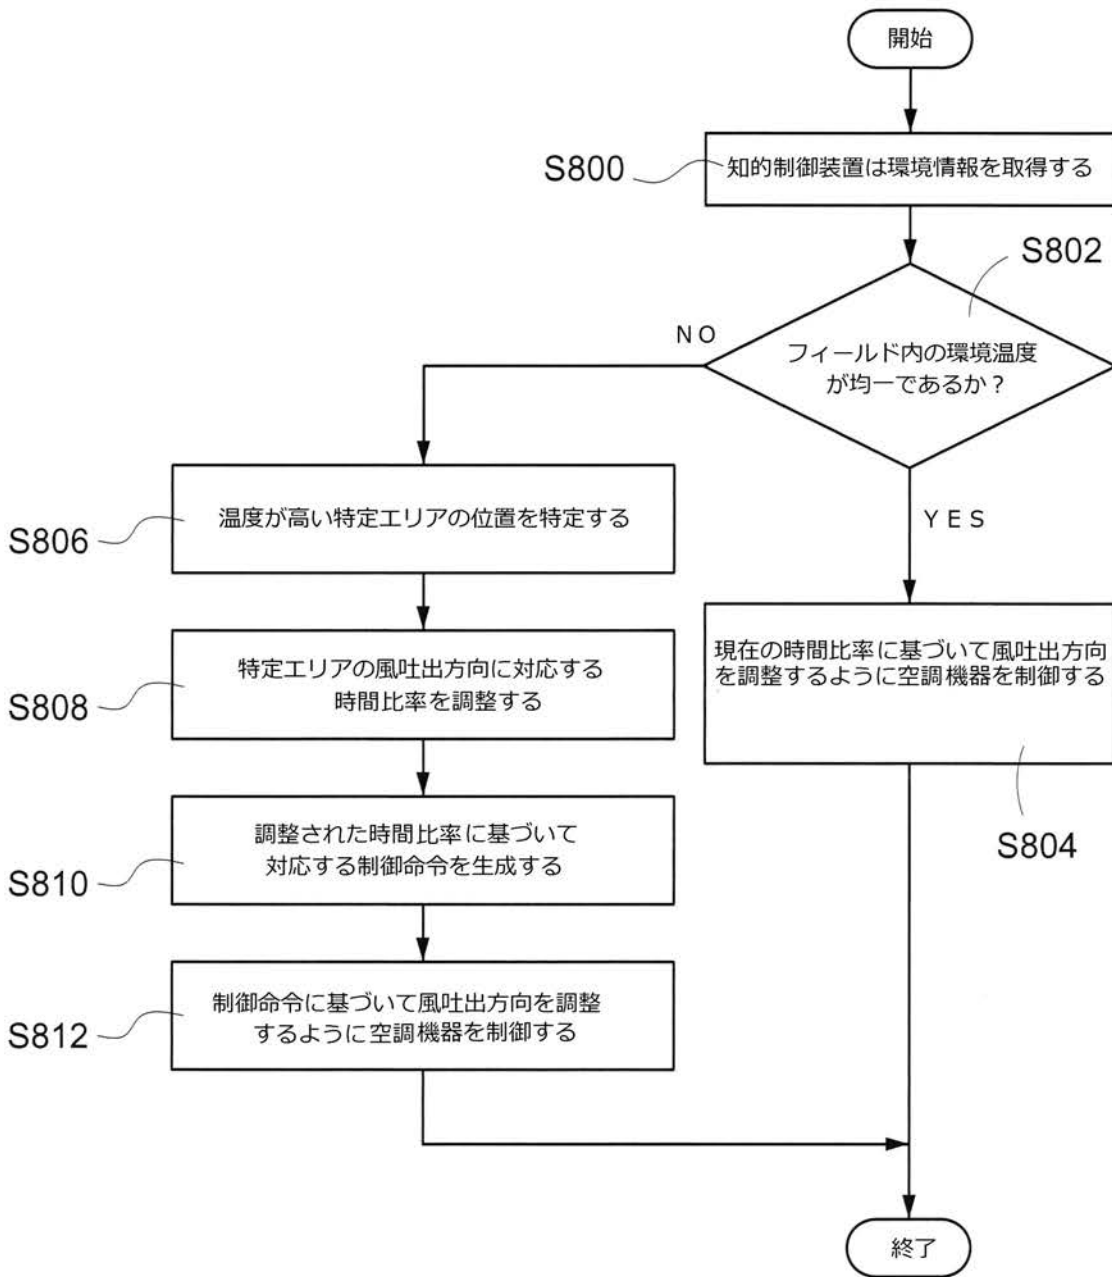 開始
S800
知的制御装置は環境情報を取得する
S802
フィールド内の環境温度
が均一であるか？
NO
YES
S806
温度が高い特定エリアの位置を特定する
S808
特定エリアの風吐出方向に対応する
時間比率を調整する
S810
調整された時間比率に基づいて
対応する制御命令を生成する
S812
制御命令に基づいて風吐出方向を調整
するように空調機器を制御する
現在の時間比率に基づいて風吐出方向
を調整するように空調機器を制御する
S804
終了